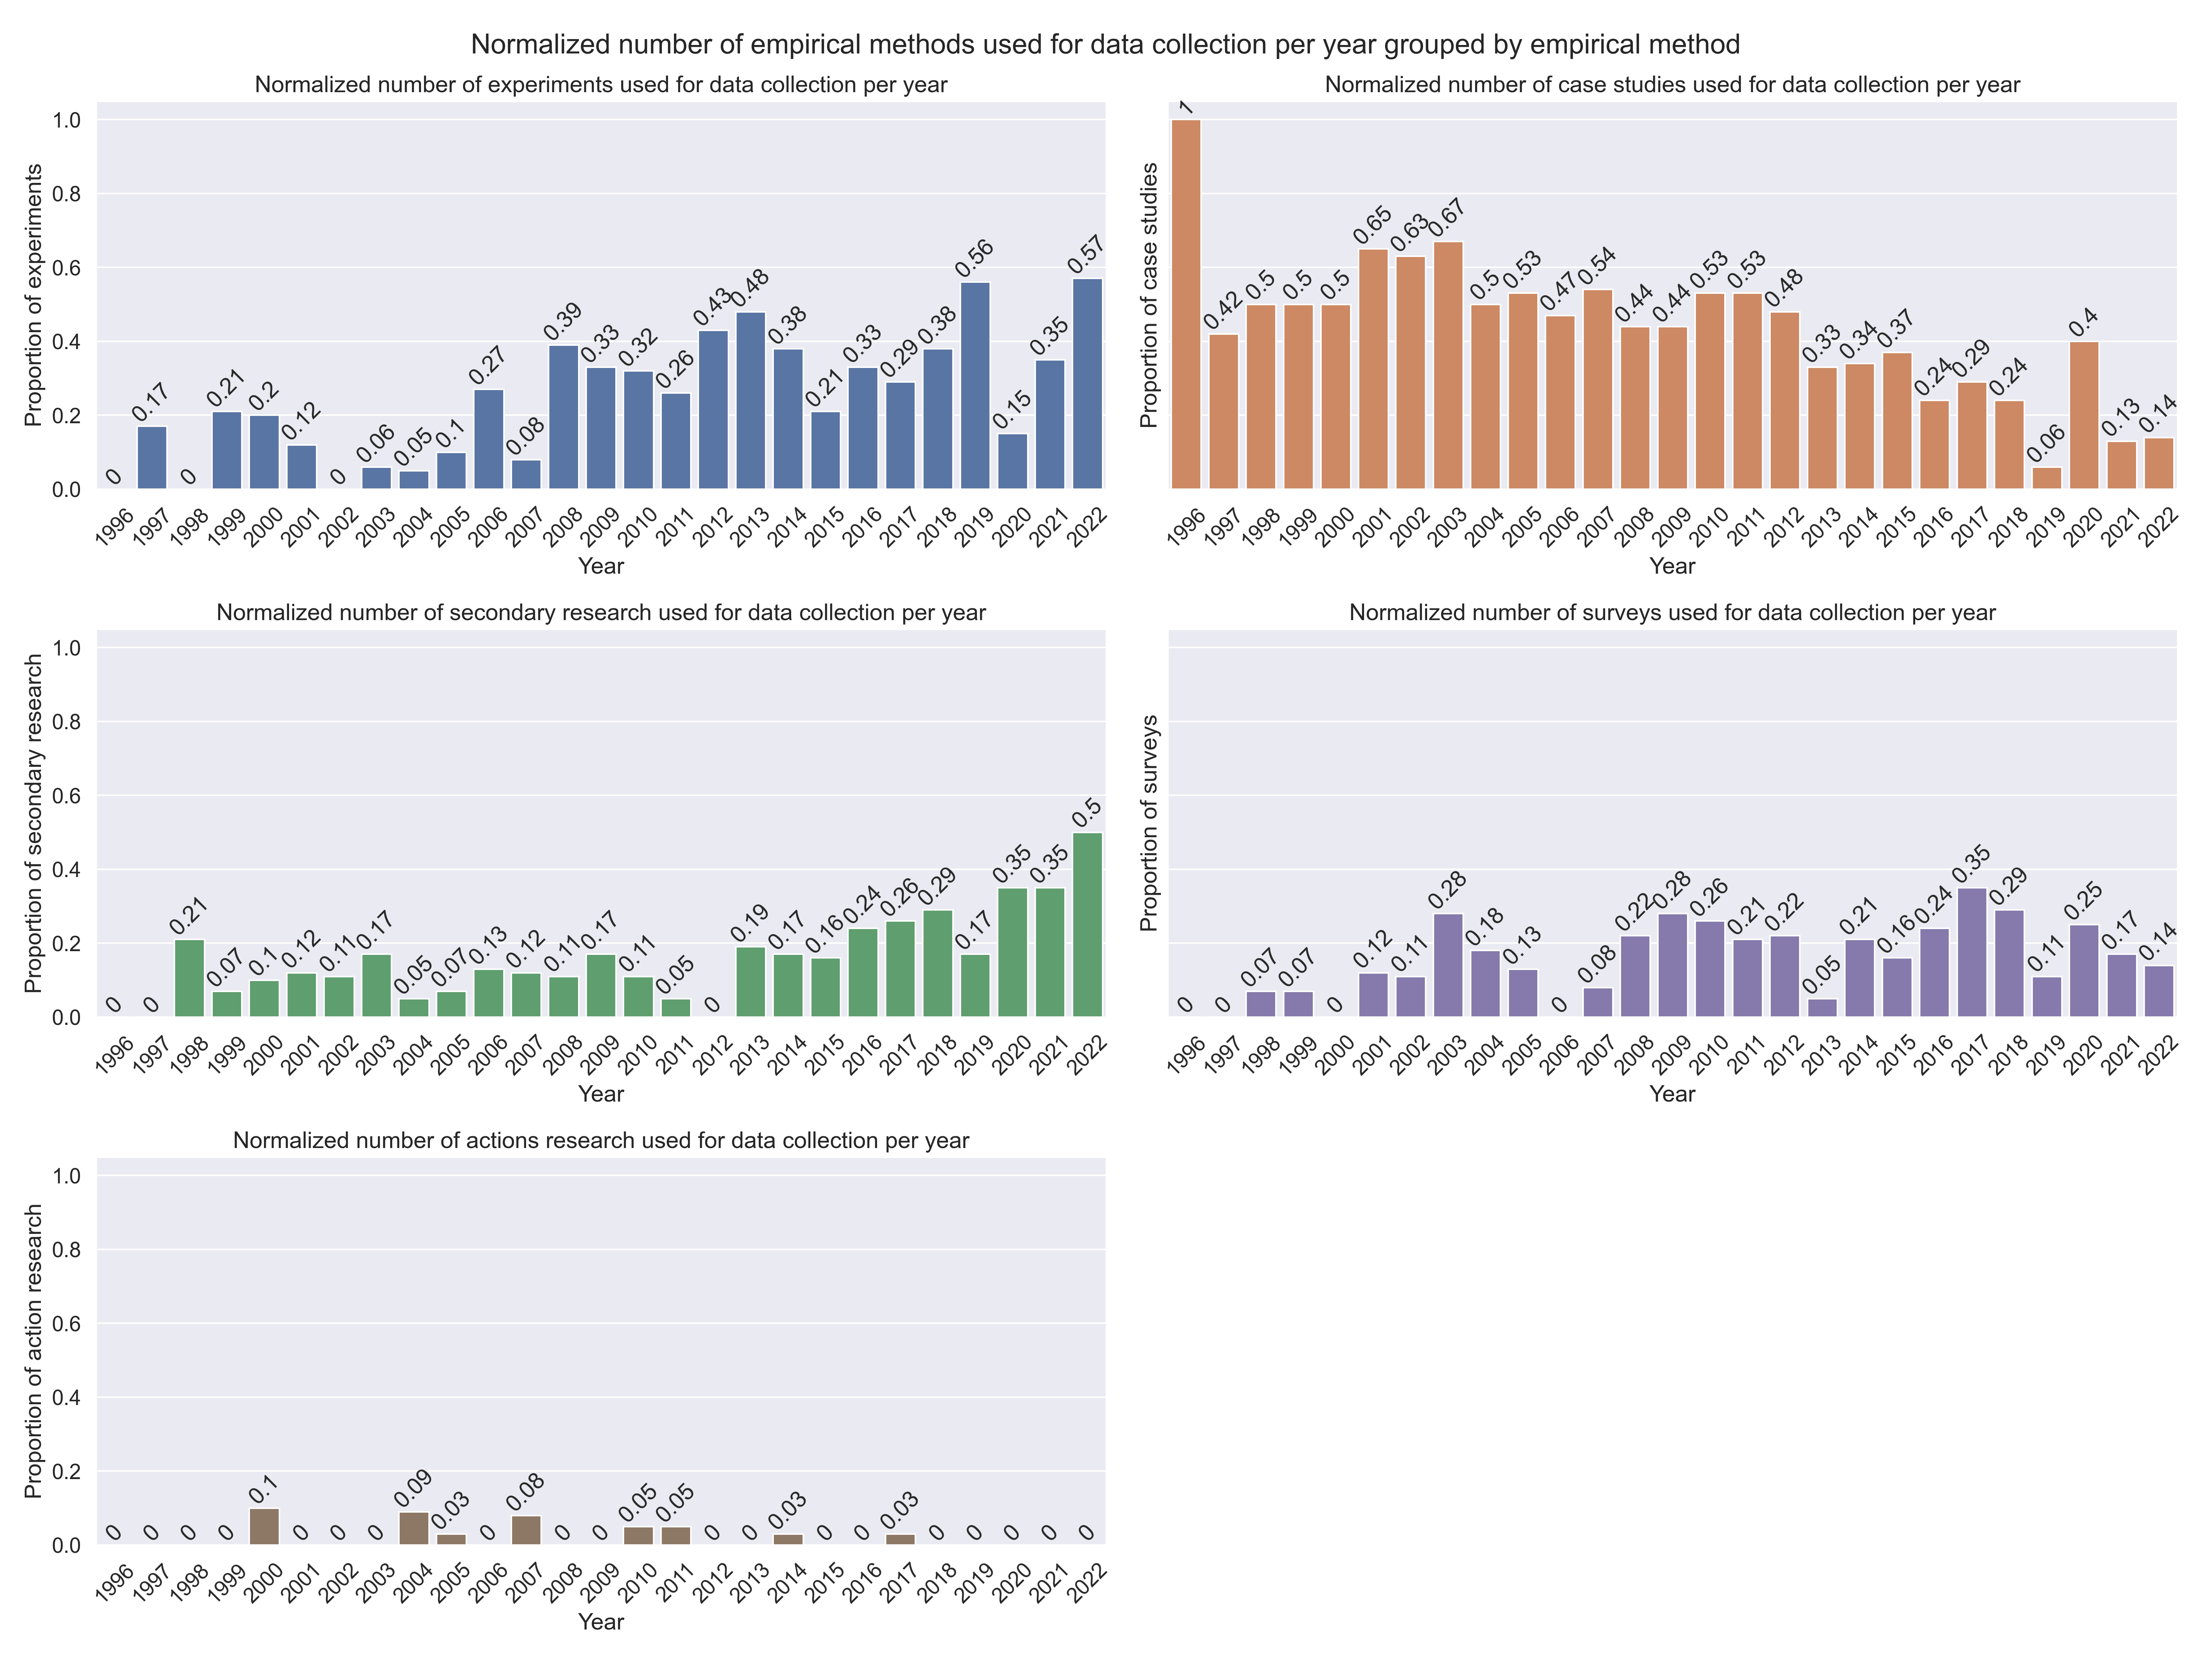 Normalized number of empirical methods used for data collection per year grouped by empirical method
Normalized number of experiments used for data collection per year
Proportion of experiments
1.0
0.8
0.6
0.4
0.2
0.0
0 0.17 0 0.21 0.2 0.12 0 0.06 0.05 0.1 0.27 0.08 0.39 0.33 0.32 0.26 0.43 0.48 0.38 0.21 0.33 0.29 0.38 0.56 0.15 0.35 0.57
1996 1997 1998 1999 2000 2001 2002 2003 2004 2005 2006 2007 2008 2009 2010 2011 2012 2013 2014 2015 2016 2017 2018 2019 2020 2021 2022
Year
Normalized number of case studies used for data collection per year
Proportion of case studies
1 0.42 0.5 0.5 0.5 0.65 0.63 0.67 0.5 0.53 0.47 0.54 0.44 0.44 0.53 0.53 0.48 0.33 0.34 0.37 0.24 0.29 0.24 0.06 0.4 0.13 0.14
1996 1997 1998 1999 2000 2001 2002 2003 2004 2005 2006 2007 2008 2009 2010 2011 2012 2013 2014 2015 2016 2017 2018 2019 2020 2021 2022
Year
Normalized number of secondary research used for data collection per year
Proportion of secondary research
1.0
0.8
0.6
0.4
0.2
0.0
0 0 0.21 0.07 0.1 0.12 0.11 0.17 0.05 0.07 0.13 0.12 0.11 0.17 0.11 0.05 0 0.19 0.17 0.16 0.24 0.26 0.29 0.17 0.35 0.35 0.5
1996 1997 1998 1999 2000 2001 2002 2003 2004 2005 2006 2007 2008 2009 2010 2011 2012 2013 2014 2015 2016 2017 2018 2019 2020 2021 2022
Year
Normalized number of surveys used for data collection per year
Proportion of surveys
0 0 0.07 0.07 0 0.12 0.11 0.28 0.18 0.13 0 0.08 0.22 0.28 0.26 0.21 0.22 0.05 0.21 0.16 0.24 0.35 0.29 0.11 0.25 0.17 0.14
1996 1997 1998 1999 2000 2001 2002 2003 2004 2005 2006 2007 2008 2009 2010 2011 2012 2013 2014 2015 2016 2017 2018 2019 2020 2021 2022
Year
Normalized number of actions research used for data collection per year
Proportion of action research
1.0
0.8
0.6
0.4
0.2
0.0
0 0 0 0 0.1 0 0 0 0.09 0.03 0 0.08 0 0 0.05 0.05 0 0 0.03 0 0 0.03 0 0 0 0 0
1996 1997 1998 1999 2000 2001 2002 2003 2004 2005 2006 2007 2008 2009 2010 2011 2012 2013 2014 2015 2016 2017 2018 2019 2020 2021 2022
Year